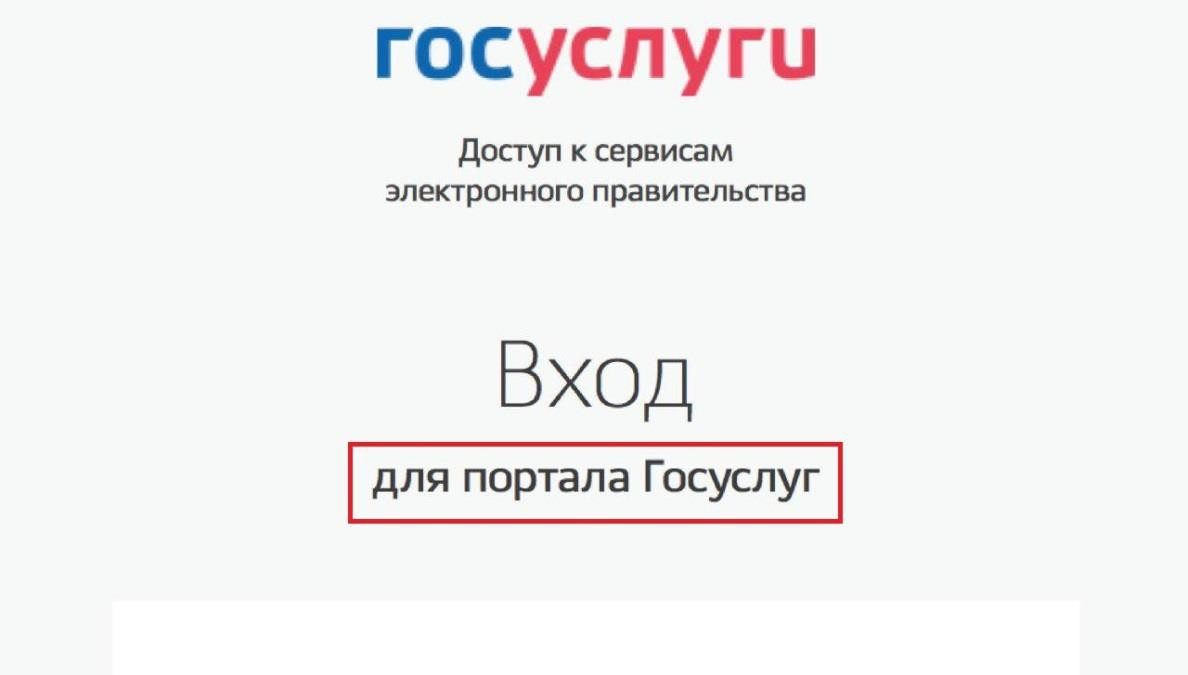 госуслуги
Доступ к сервисам
электронного правительства
Вход
для портала Госуслуг